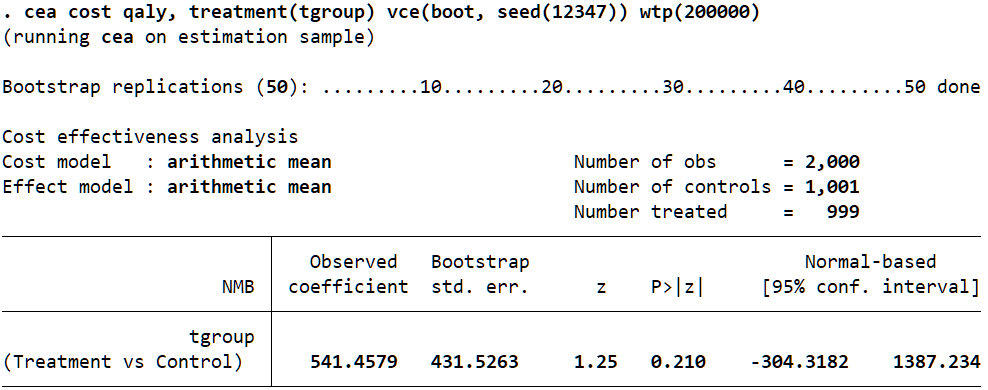 . cea cost qaly, treatment(tgroup) vce(boot, seed(12347)) wtp(200000)
(running cea on estimation sample)
Bootstrap replications (50): .........10.........20.........30.........40.........50 done
Cost effectiveness analysis
Cost model   : arithmetic mean                      Number of obs      = 2,000
Effect model : arithmetic mean                      Number of controls = 1,001
Number treated     =   999
Observed   Bootstrap                         Normal-based
NMB   coefficient  std. err.      z    P>|z|     [95% conf. interval]
tgroup
(Treatment vs Control)      541.4579   431.5263     1.25   0.210    -304.3182    1387.234